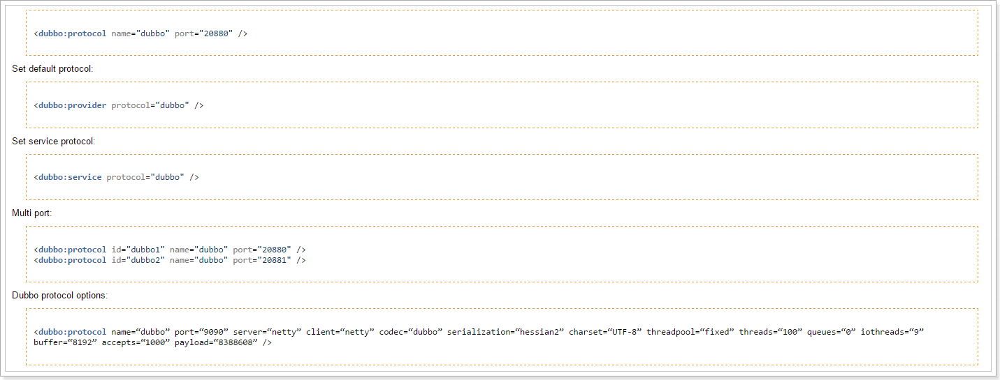 <dubbo:protocol name="dubbo" port="20880" />
Set default protocol:
<dubbo:provider protocol="dubbo" />
Set service protocol:
<dubbo:service protocol="dubbo" />
Multi port:
<dubbo:protocol id="dubbo1" name="dubbo" port="20880" />
<dubbo:protocol id="dubbo2" name="dubbo" port="20881" />
Dubbo protocol options:
<dubbo:protocol name=“dubbo” port=“9090” server=“netty” client=“netty” codec=“dubbo” serialization=“hessian2” charset=“UTF-8” threadpool=“fixed” threads=“100” queues=“0” iothreads=“9”
buffer=“8192” accepts=“1000” payload=“8388608” />